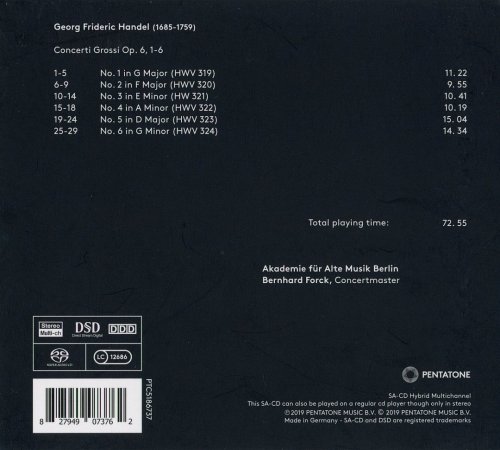 Georg Frideric Handel (1685-1759)
Concerti Grossi Op. 6, 1-6
1-5 No. 1 in G Major (HWV 319) 11. 22
6-9 No. 2 in F Major (HWV 320) 9. 55
10-14 No. 3 in E Minor (HW 321) 10. 41
15-18 No. 4 in A Minor (HWV 322) 10. 19
19-24 No. 5 in D Major (HWV 323) 15. 04
25-29 No. 6 in G Minor (HWV 324) 14. 34
Total playing time: 72. 55
Akademie für Alte Musik Berlin
Bernhard Forck, Concertmaster
Stereo
Multi-ch
DSD
Direct Stream Digital
DDD
SUPER AUDIO CD
LC 12686
PTC5186737
8 27949 07376 2
PENTATONE
SA-CD Hybrid Multichannel
This SA-CD can also be played on a regular cd player though only in stereo
℗2019 PENTATONE MUSIC B.V. © 2019 PENTATONE MUSIC B.V.
Made in Germany - SA-CD and DSD are registered trademarks